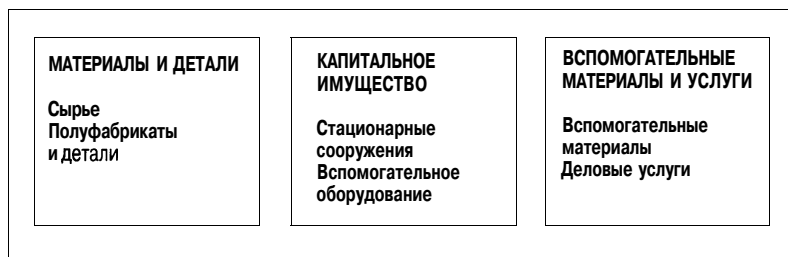 МАТЕРИАЛЫ И ДЕТАЛИ
Сырье
Полуфабрикаты
и детали
КАПИТАЛЬНОЕ
ИМУЩЕСТВО
Стационарные
сооружения
Вспомогательное
оборудование
ВСПОМОГАТЕЛЬНЫЕ
МАТЕРИАЛЫ И УСЛУГИ
Вспомогательные
материалы
Деловые услуги